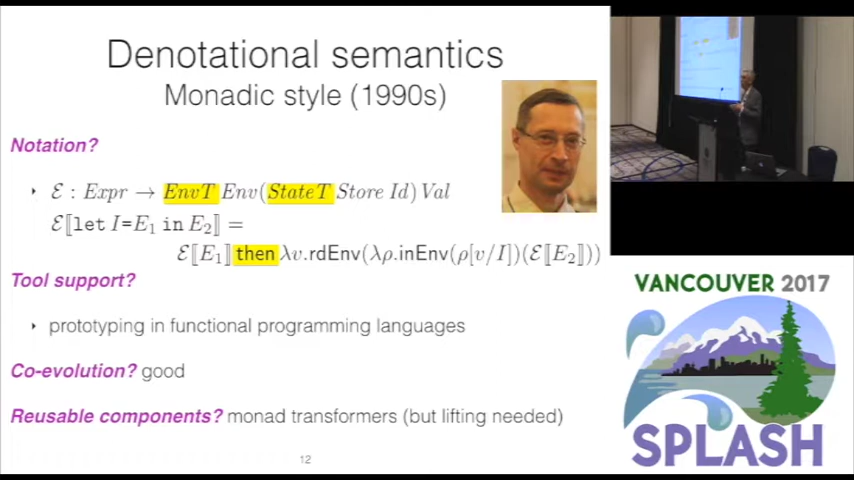 Denotational semantics
Monadic style (1990s)
Notation?
‣ ℰ : Expr → EnvT Env(StateT Store Id) Val
ℰ⟦let I=E₁ in E₂⟧ =
ℰ⟦E₁⟧ then λv.rdEnv(λρ.inEnv(ρ[v/I])(ℰ⟦E₂⟧))
Tool support?
‣ prototyping in functional programming languages
Co-evolution? good
Reusable components? monad transformers (but lifting needed)
12
VANCOUVER 2017
SPLASH